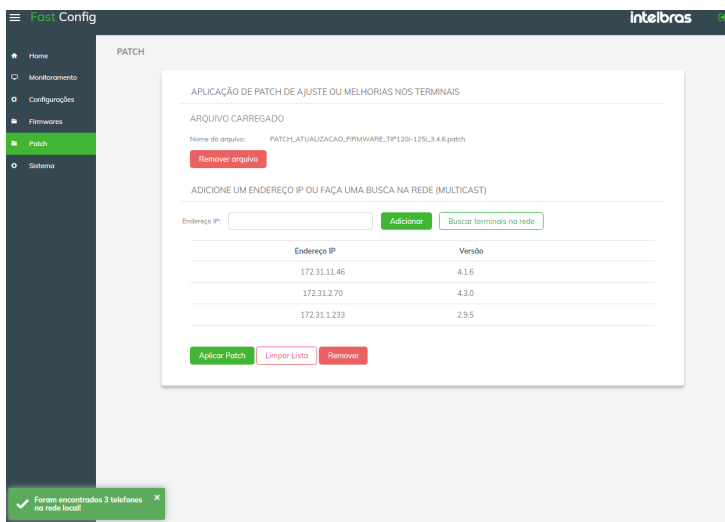 Fast Config
intelbras
Home
Monitoramento
Configurações
Firmwares
Patch
Sistema
PATCH
APLICAÇÃO DE PATCH DE AJUSTE OU MELHORIAS NOS TERMINAIS
ARQUIVO CARREGADO
Nome do arquivo: PATCH_ATUALIZACAO_FIRMWARE_TIP120i-125i_3.4.6.patch
Remover arquivo
ADICIONE UM ENDEREÇO IP OU FAÇA UMA BUSCA NA REDE (MULTICAST)
Endereço IP: Adicionar Buscar terminais na rede
Endereço IP Versão
172.31.11.46 4.1.6
172.31.2.70 4.3.0
172.31.1.233 2.9.5
Aplicar Patch Limpar Lista Remover
Foram encontrados 3 telefones
na rede local!